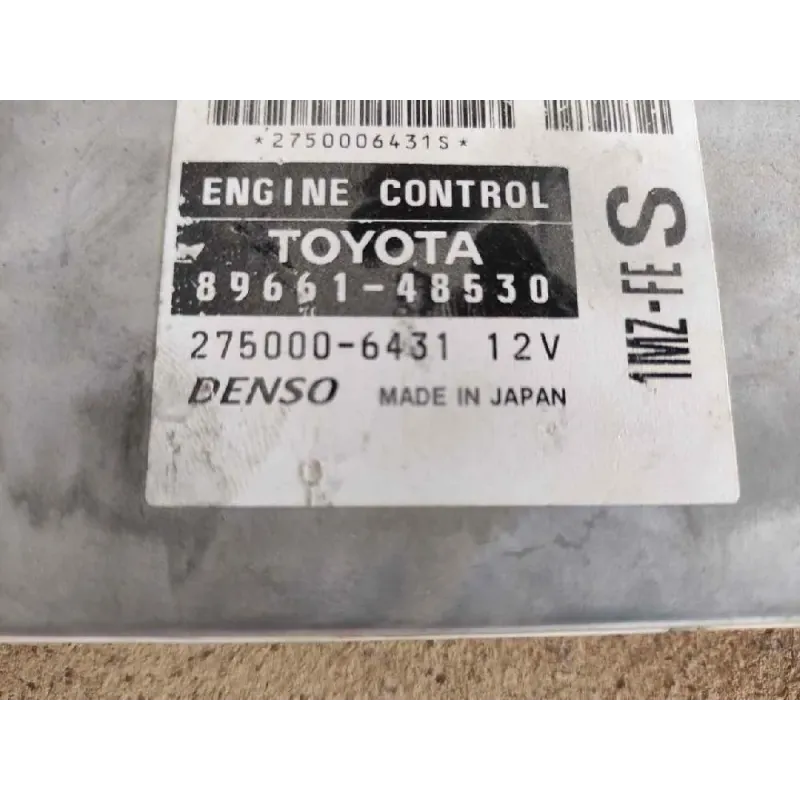 *2750006431S*
ENGINE CONTROL
TOYOTA
89661-48530
275000-6431 12V
DENSO MADE IN JAPAN
1MZ-FE S